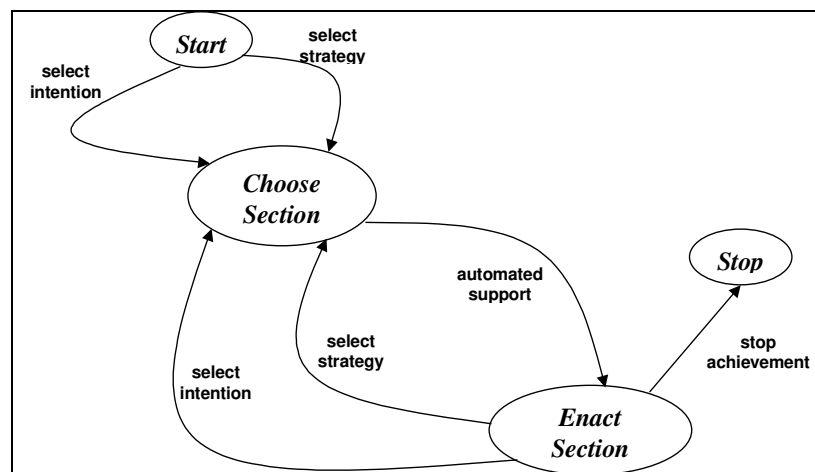 Start
select
strategy
select
intention
Choose
Section
automated
support
Stop
select
strategy
stop
achievement
select
intention
Enact
Section